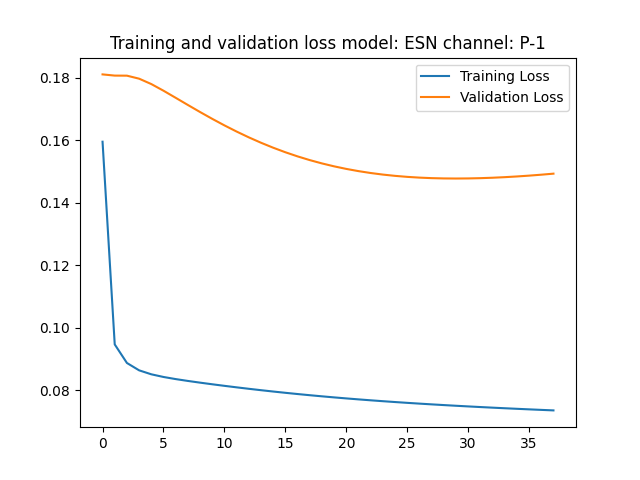 Training and validation loss model: ESN channel: P-1
Training Loss
Validation Loss
0.18
0.16
0.14
0.12
0.10
0.08
0 5 10 15 20 25 30 35